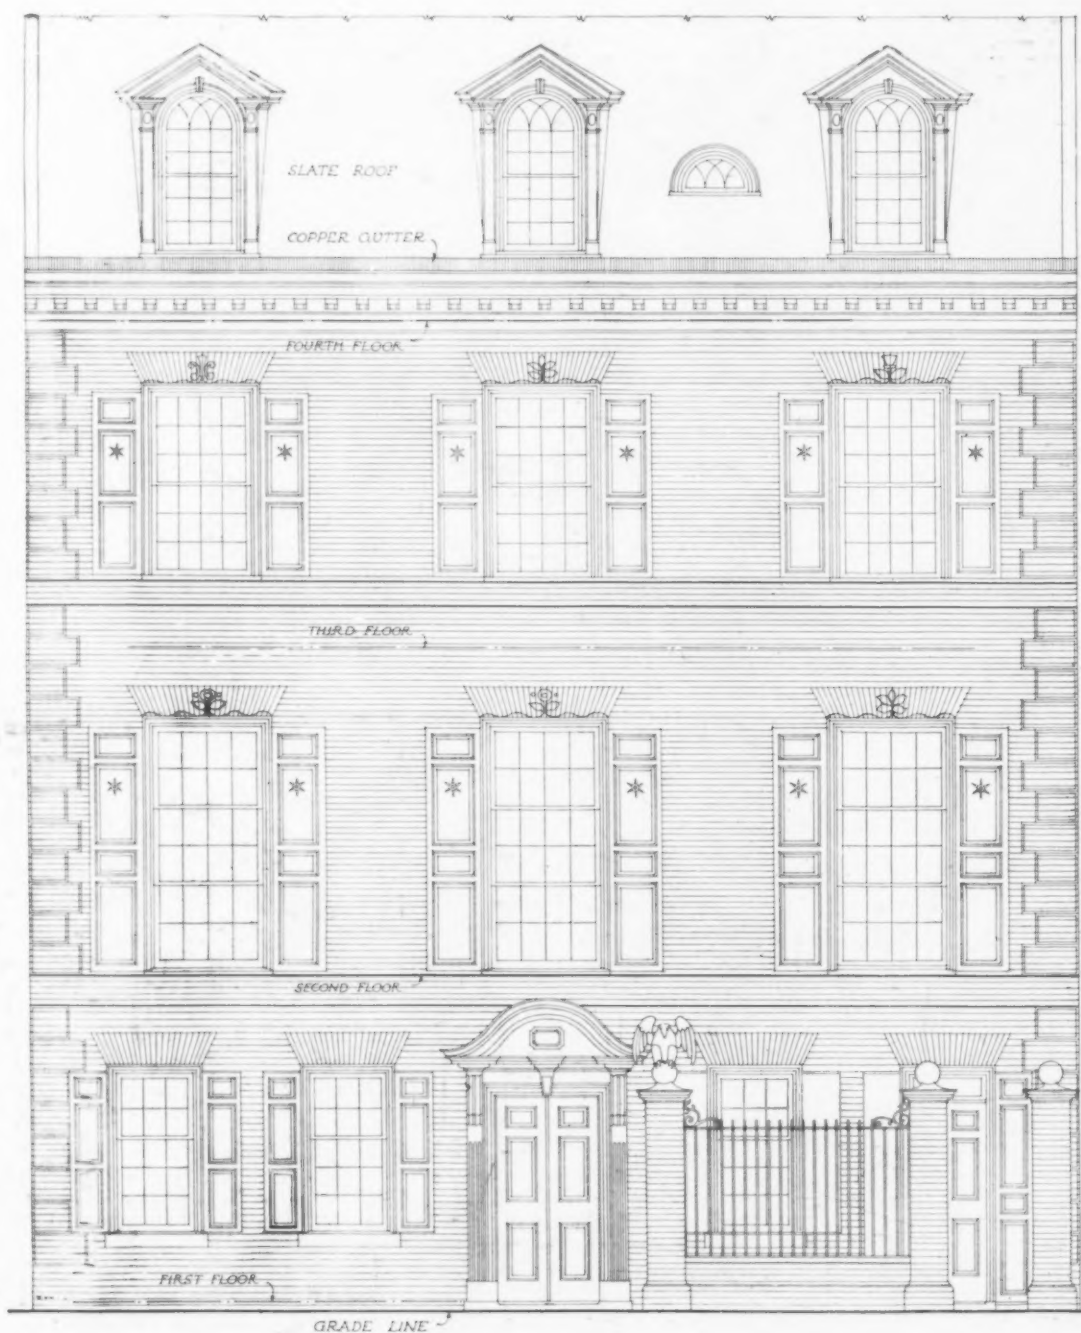 SLATE ROOF
COPPER GUTTER
FOURTH FLOOR
THIRD FLOOR
SECOND FLOOR
FIRST FLOOR
GRADE LINE